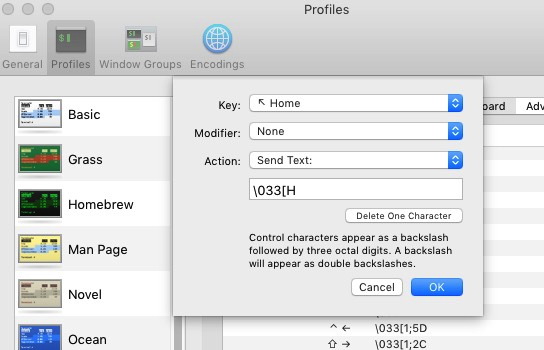 Profiles
General Profiles Window Groups Encodings
Basic
Grass
Homebrew
Man Page
Novel
Ocean
Key: ↖ Home
Modifier: None
Action: Send Text:
\033[H
Delete One Character
Control characters appear as a backslash
followed by three octal digits. A backslash
will appear as double backslashes.
Cancel OK
oard Adv
^ ← \033[1;5D
⇧ → \033[1;2C